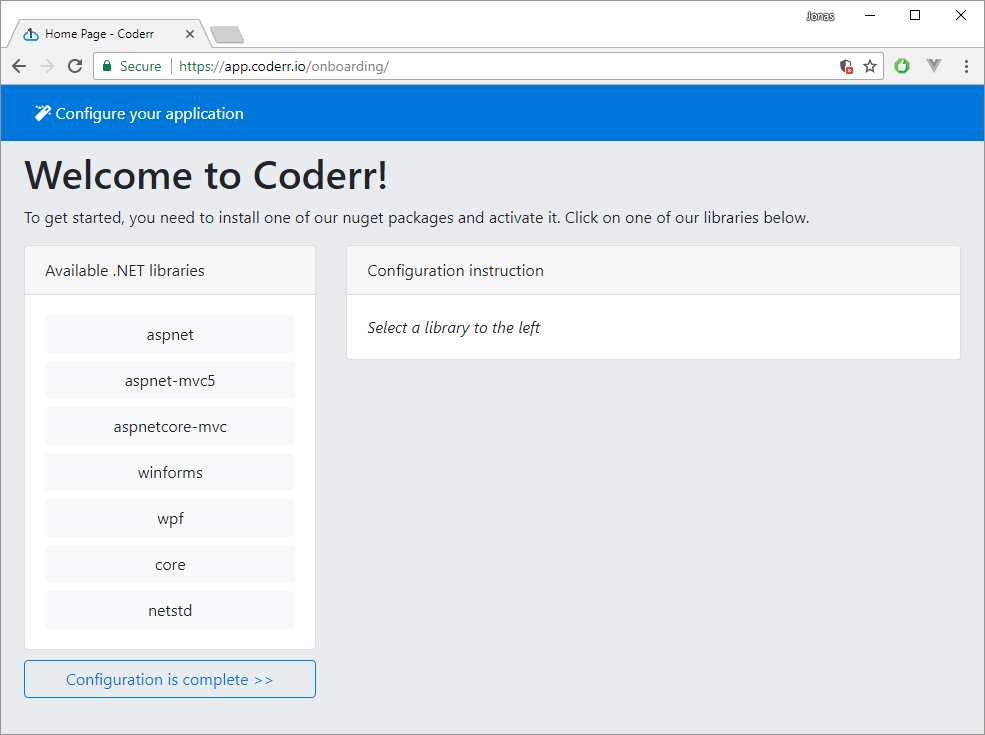 Jonas
Home Page - Coderr
Secure https://app.coderr.io/onboarding/
Configure your application
Welcome to Coderr!
To get started, you need to install one of our nuget packages and activate it. Click on one of our libraries below.
Available .NET libraries
aspnet
aspnet-mvc5
aspnetcore-mvc
winforms
wpf
core
netstd
Configuration is complete >>
Configuration instruction
Select a library to the left